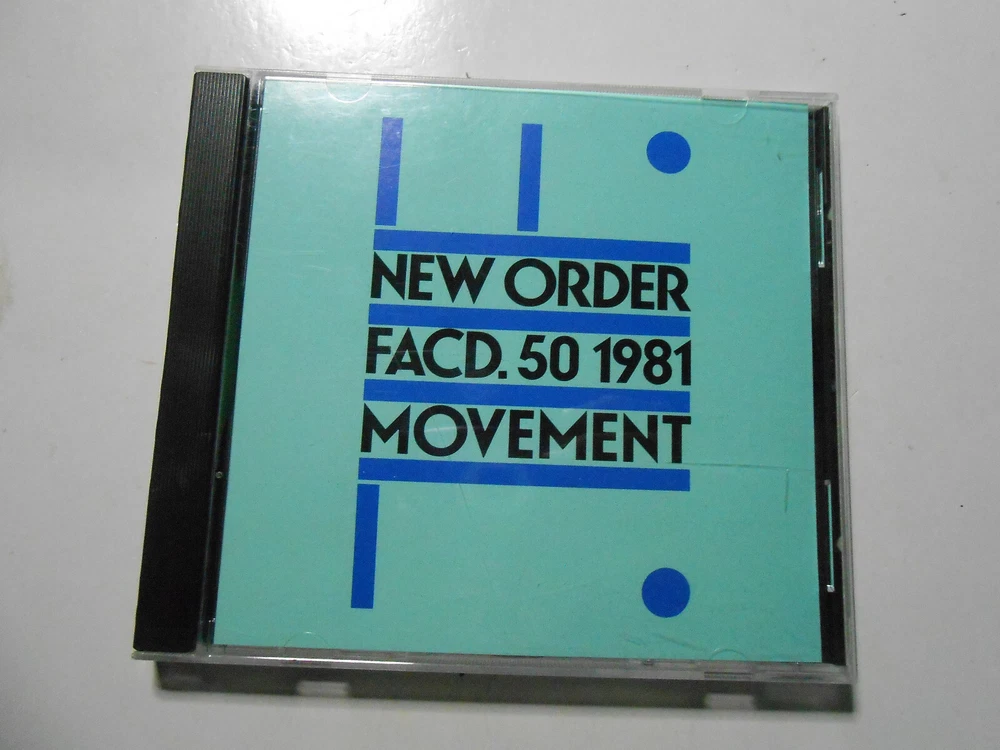 NEW ORDER
FACD. 50 1981
MOVEMENT